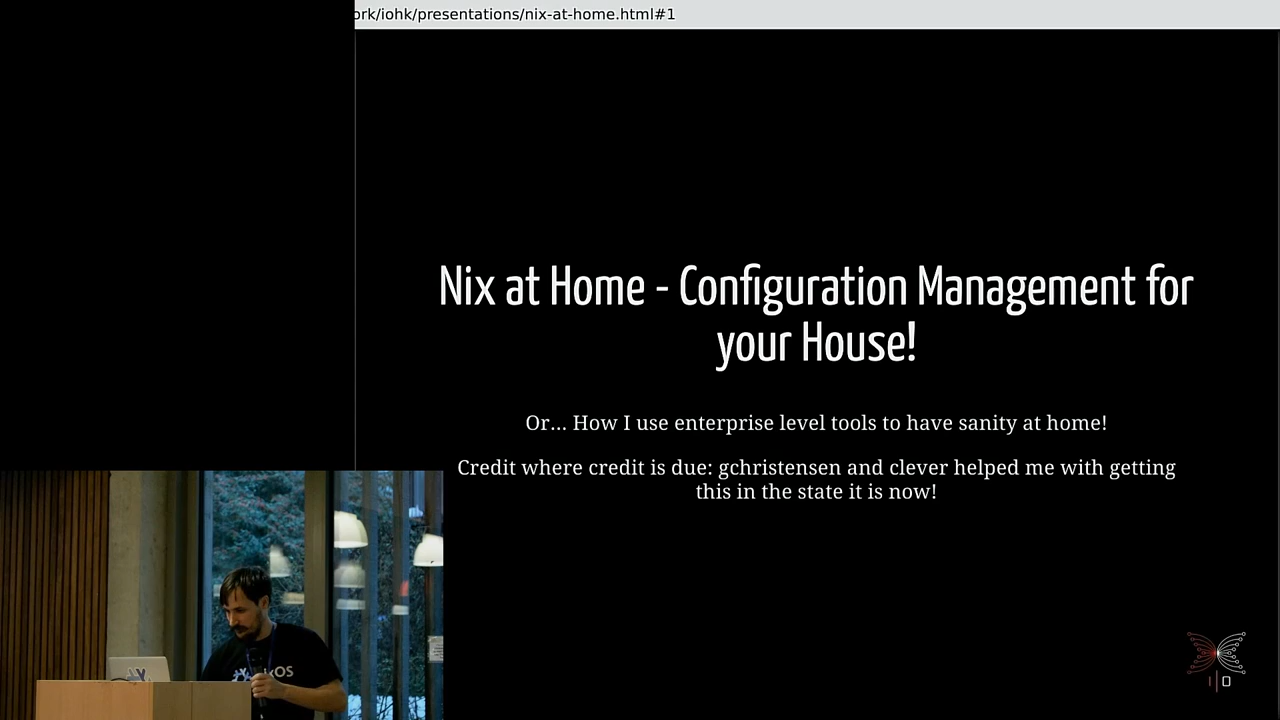 ork/iohk/presentations/nix-at-home.html#1
Nix at Home - Configuration Management for
your House!
Or... How I use enterprise level tools to have sanity at home!
Credit where credit is due: gchristensen and clever helped me with getting
this in the state it is now!
OS
I|O